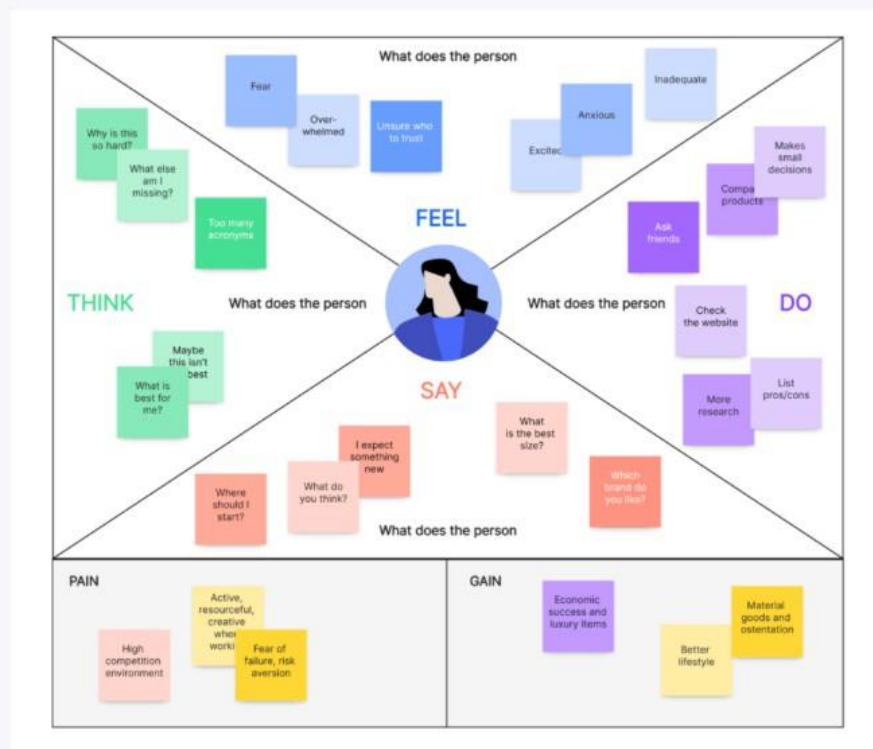 What does the person
Fear
Over-
whelmed
Unsure who
to trust
Excited
Anxious
Inadequate
FEEL
Why is this
so hard?
What else
am I
missing?
Too many
acronyms
THINK
What does the person
Maybe
this isn't
best
What is
best for
me?
Makes
small
decisions
Compa
products
Ask
friends
What does the person
DO
Check
the website
More
research
List
pros/cons
SAY
What
is the best
size?
I expect
something
new
What do
you think?
Where
should I
start?
Which
brand do
you like?
What does the person
PAIN
Active,
resourceful,
creative
when
worki
High
competition
environment
Fear of
failure, risk
aversion
GAIN
Economic
success and
luxury items
Material
goods and
ostentation
Better
lifestyle